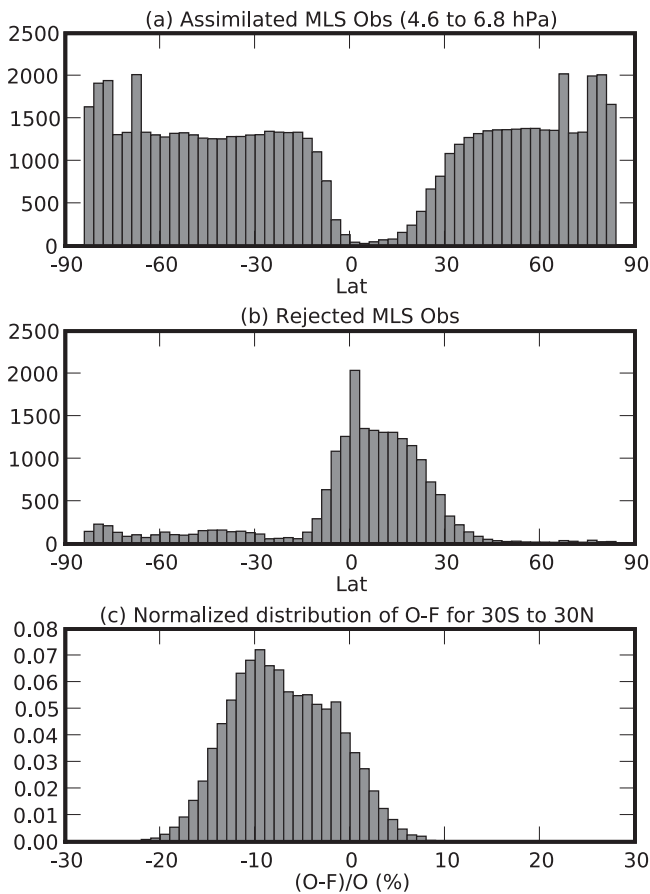 (a) Assimilated MLS Obs (4.6 to 6.8 hPa)
2500
2000
1500
1000
500
0
-90 -60 -30 0 30 60 90
Lat
(b) Rejected MLS Obs
2500
2000
1500
1000
500
0
-90 -60 -30 0 30 60 90
Lat
(c) Normalized distribution of O-F for 30S to 30N
0.08
0.07
0.06
0.05
0.04
0.03
0.02
0.01
0.00
-30 -20 -10 0 10 20 30
(O-F)/O (%)